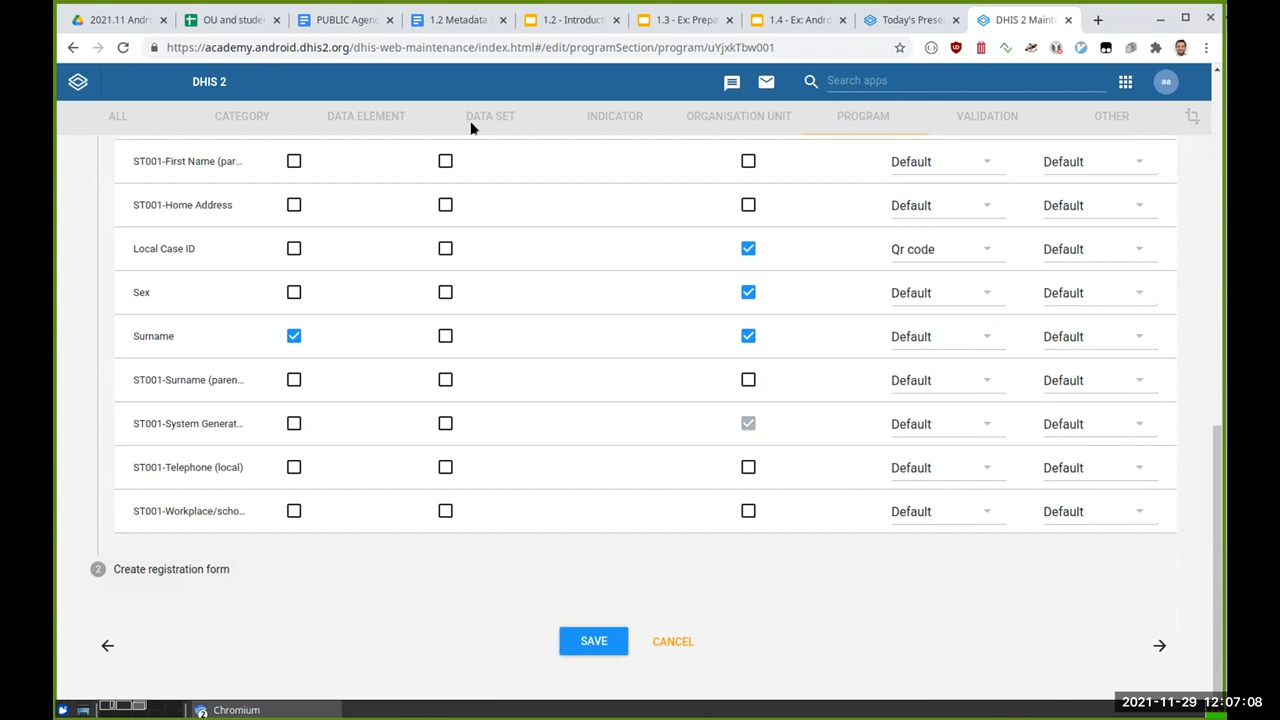 2021.11 Andro
OU and stude
PUBLIC Agen
1.2 Metadata
1.2 - Introduc
1.3 - Ex: Prepa
1.4 - Ex: Andro
Today's Prese
DHIS 2 Maint
https://academy.android.dhis2.org/dhis-web-maintenance/index.html#/edit/programSection/program/uYjxkTbw001
DHIS 2
Search apps
aa
ALL
CATEGORY
DATA ELEMENT
DATA SET
INDICATOR
ORGANISATION UNIT
PROGRAM
VALIDATION
OTHER
ST001-First Name (par... Default Default
ST001-Home Address Default Default
Local Case ID Qr code Default
Sex Default Default
Surname Default Default
ST001-Surname (paren... Default Default
ST001-System Generat... Default Default
ST001-Telephone (local) Default Default
ST001-Workplace/scho... Default Default
2 Create registration form
SAVE CANCEL
Chromium
2021-11-29 12:07:08